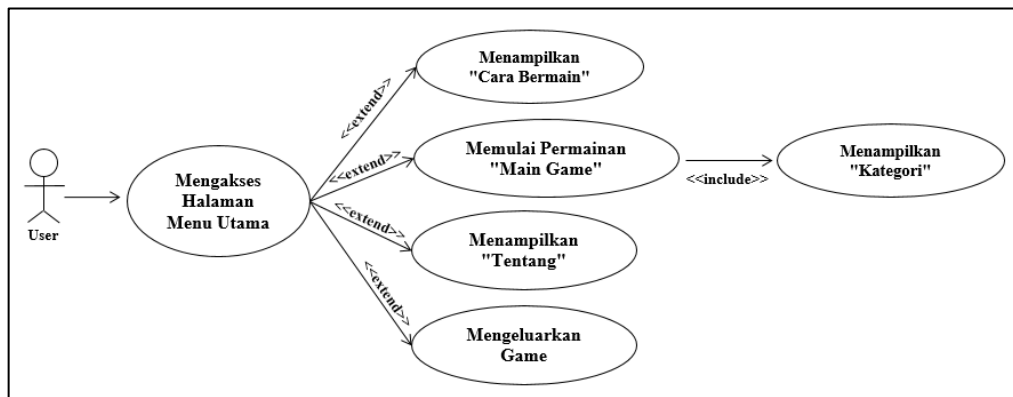 User
Mengakses
Halaman
Menu Utama
<<extend>>
Menampilkan
"Cara Bermain"
<<extend>>
Memulai Permainan
"Main Game"
<<include>>
Menampilkan
"Kategori"
<<extend>>
Menampilkan
"Tentang"
<<extend>>
Mengeluarkan
Game